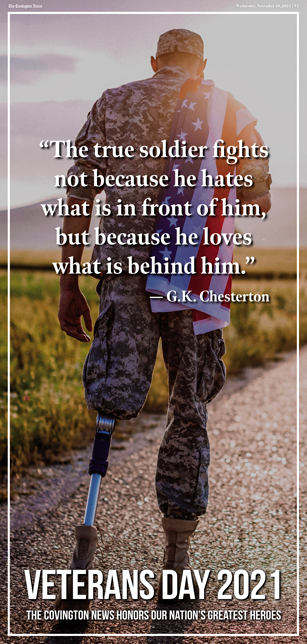 The Covington News
Wednesday, November 10, 2021
“The true soldier fights
not because he hates
what is in front of him,
but because he loves
what is behind him.”
— G.K. Chesterton
VETERANS DAY 2021
THE COVINGTON NEWS HONORS OUR NATION'S GREATEST HEROES